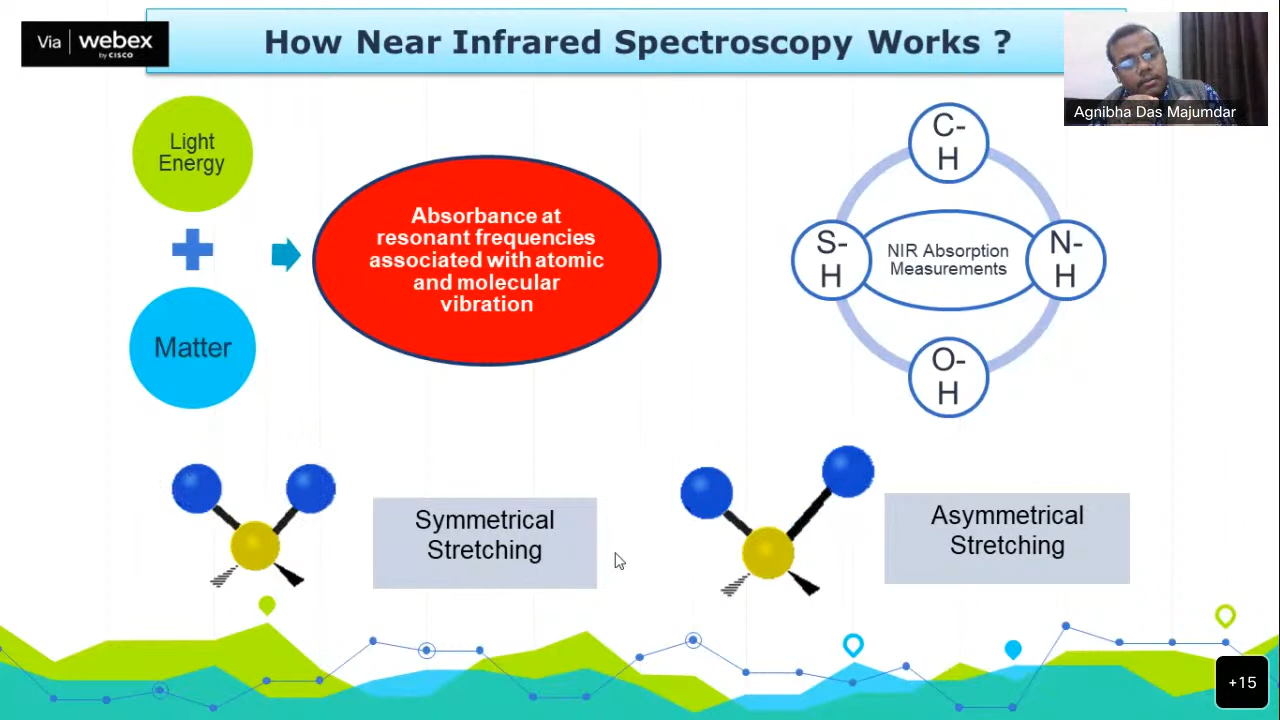 Via | webex
by CISCO
How Near Infrared Spectroscopy Works ?
Agnibha Das Majumdar
Light
Energy
Matter
Absorbance at
resonant frequencies
associated with atomic
and molecular
vibration
C-
H
S-
H
NIR Absorption
Measurements
N-
H
O-
H
Symmetrical
Stretching
Asymmetrical
Stretching
+15